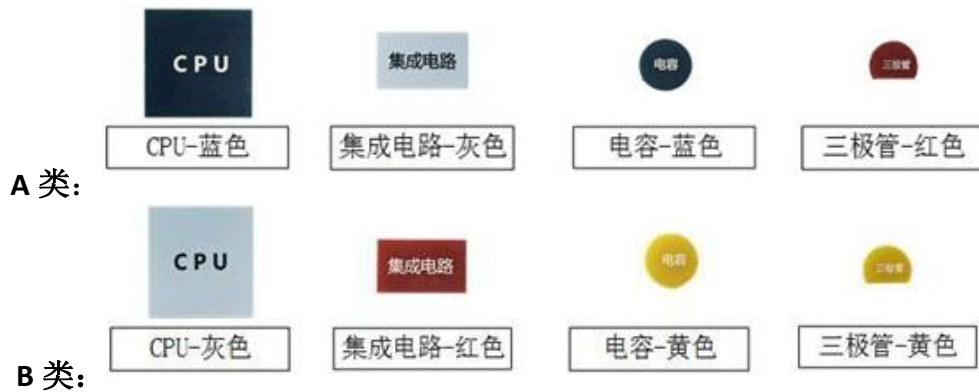 CPU
集成电路
电容
三极管
CPU-蓝色
集成电路-灰色
电容-蓝色
三极管-红色
A 类：
CPU
集成电路
电容
三极管
CPU-灰色
集成电路-红色
电容-黄色
三极管-黄色
B 类：